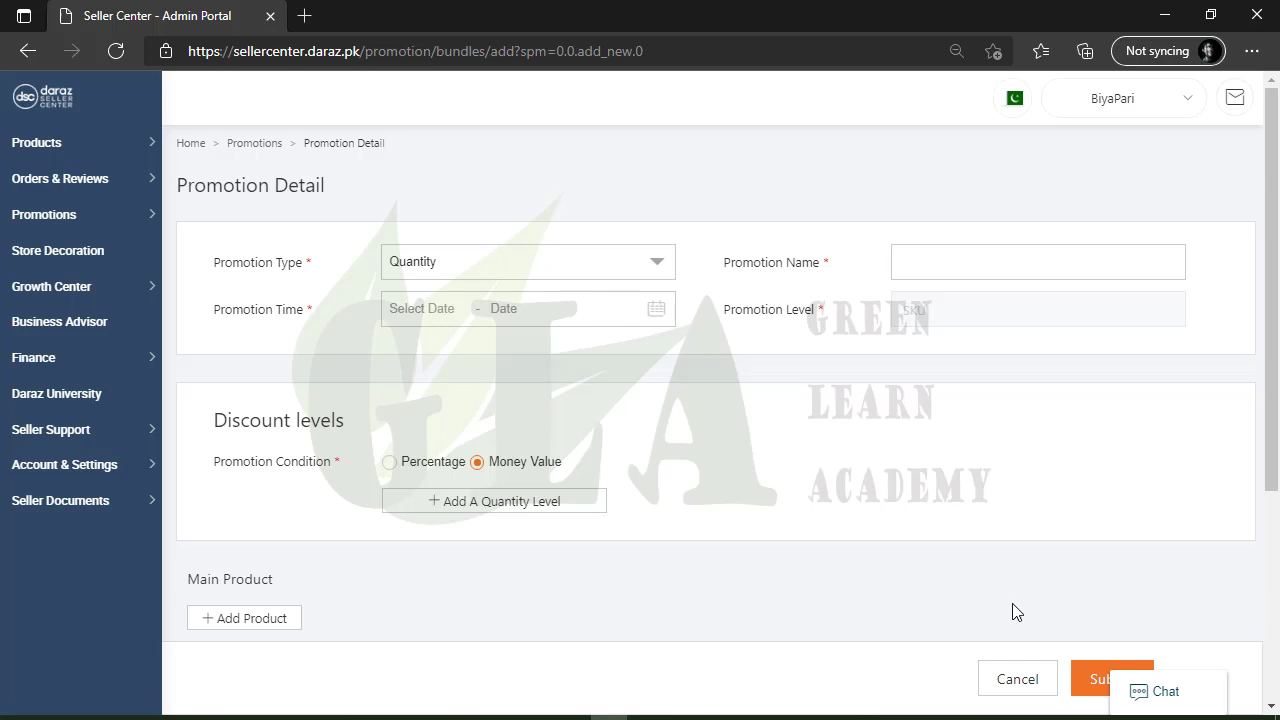 Seller Center - Admin Portal
https://sellercenter.daraz.pk/promotion/bundles/add?spm=0.0.add_new.0
Not syncing
dsc daraz SELLER CENTER
BiyaPari
Products
Orders & Reviews
Promotions
Store Decoration
Growth Center
Business Advisor
Finance
Daraz University
Seller Support
Account & Settings
Seller Documents
Home > Promotions > Promotion Detail
Promotion Detail
Promotion Type * Quantity
Promotion Name *
Promotion Time * Select Date - Date
Promotion Level * SKU
Discount levels
Promotion Condition * Percentage Money Value
+ Add A Quantity Level
Main Product
+ Add Product
Cancel
Chat
GLA
GREEN
LEARN
ACADEMY